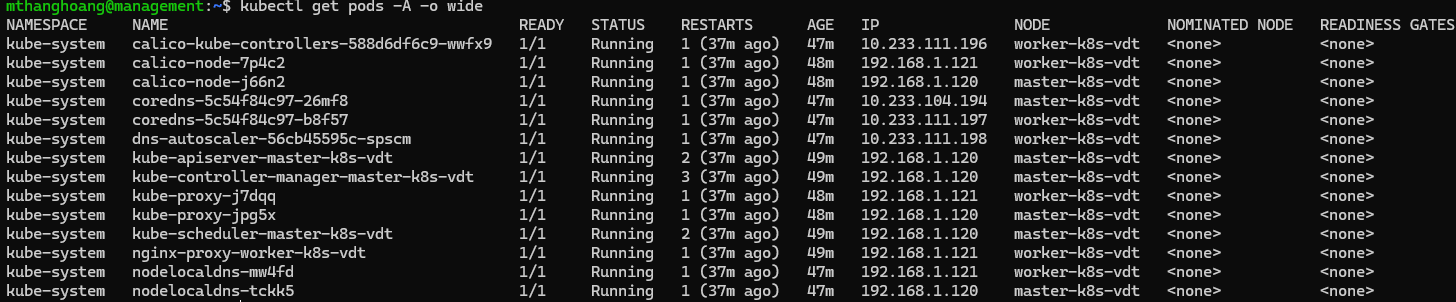 mthanghoang@management:~$ kubectl get pods -A -o wide
NAMESPACE NAME READY STATUS RESTARTS AGE IP NODE NOMINATED NODE READINESS GATES
kube-system calico-kube-controllers-588d6df6c9-wwfx9 1/1 Running 1 (37m ago) 47m 10.233.111.196 worker-k8s-vdt <none> <none>
kube-system calico-node-7p4c2 1/1 Running 1 (37m ago) 48m 192.168.1.121 worker-k8s-vdt <none> <none>
kube-system calico-node-j66n2 1/1 Running 1 (37m ago) 48m 192.168.1.120 master-k8s-vdt <none> <none>
kube-system coredns-5c54f84c97-26mf8 1/1 Running 1 (37m ago) 47m 10.233.104.194 master-k8s-vdt <none> <none>
kube-system coredns-5c54f84c97-b8f57 1/1 Running 1 (37m ago) 47m 10.233.111.197 worker-k8s-vdt <none> <none>
kube-system dns-autoscaler-56cb45595c-spscm 1/1 Running 1 (37m ago) 47m 10.233.111.198 worker-k8s-vdt <none> <none>
kube-system kube-apiserver-master-k8s-vdt 1/1 Running 2 (37m ago) 49m 192.168.1.120 master-k8s-vdt <none> <none>
kube-system kube-controller-manager-master-k8s-vdt 1/1 Running 3 (37m ago) 49m 192.168.1.120 master-k8s-vdt <none> <none>
kube-system kube-proxy-j7dqq 1/1 Running 1 (37m ago) 48m 192.168.1.121 worker-k8s-vdt <none> <none>
kube-system kube-proxy-jpg5x 1/1 Running 1 (37m ago) 48m 192.168.1.120 master-k8s-vdt <none> <none>
kube-system kube-scheduler-master-k8s-vdt 1/1 Running 2 (37m ago) 49m 192.168.1.120 master-k8s-vdt <none> <none>
kube-system nginx-proxy-worker-k8s-vdt 1/1 Running 1 (37m ago) 49m 192.168.1.121 worker-k8s-vdt <none> <none>
kube-system nodelocaldns-mw4fd 1/1 Running 1 (37m ago) 47m 192.168.1.121 worker-k8s-vdt <none> <none>
kube-system nodelocaldns-tckk5 1/1 Running 1 (37m ago) 47m 192.168.1.120 master-k8s-vdt <none> <none>